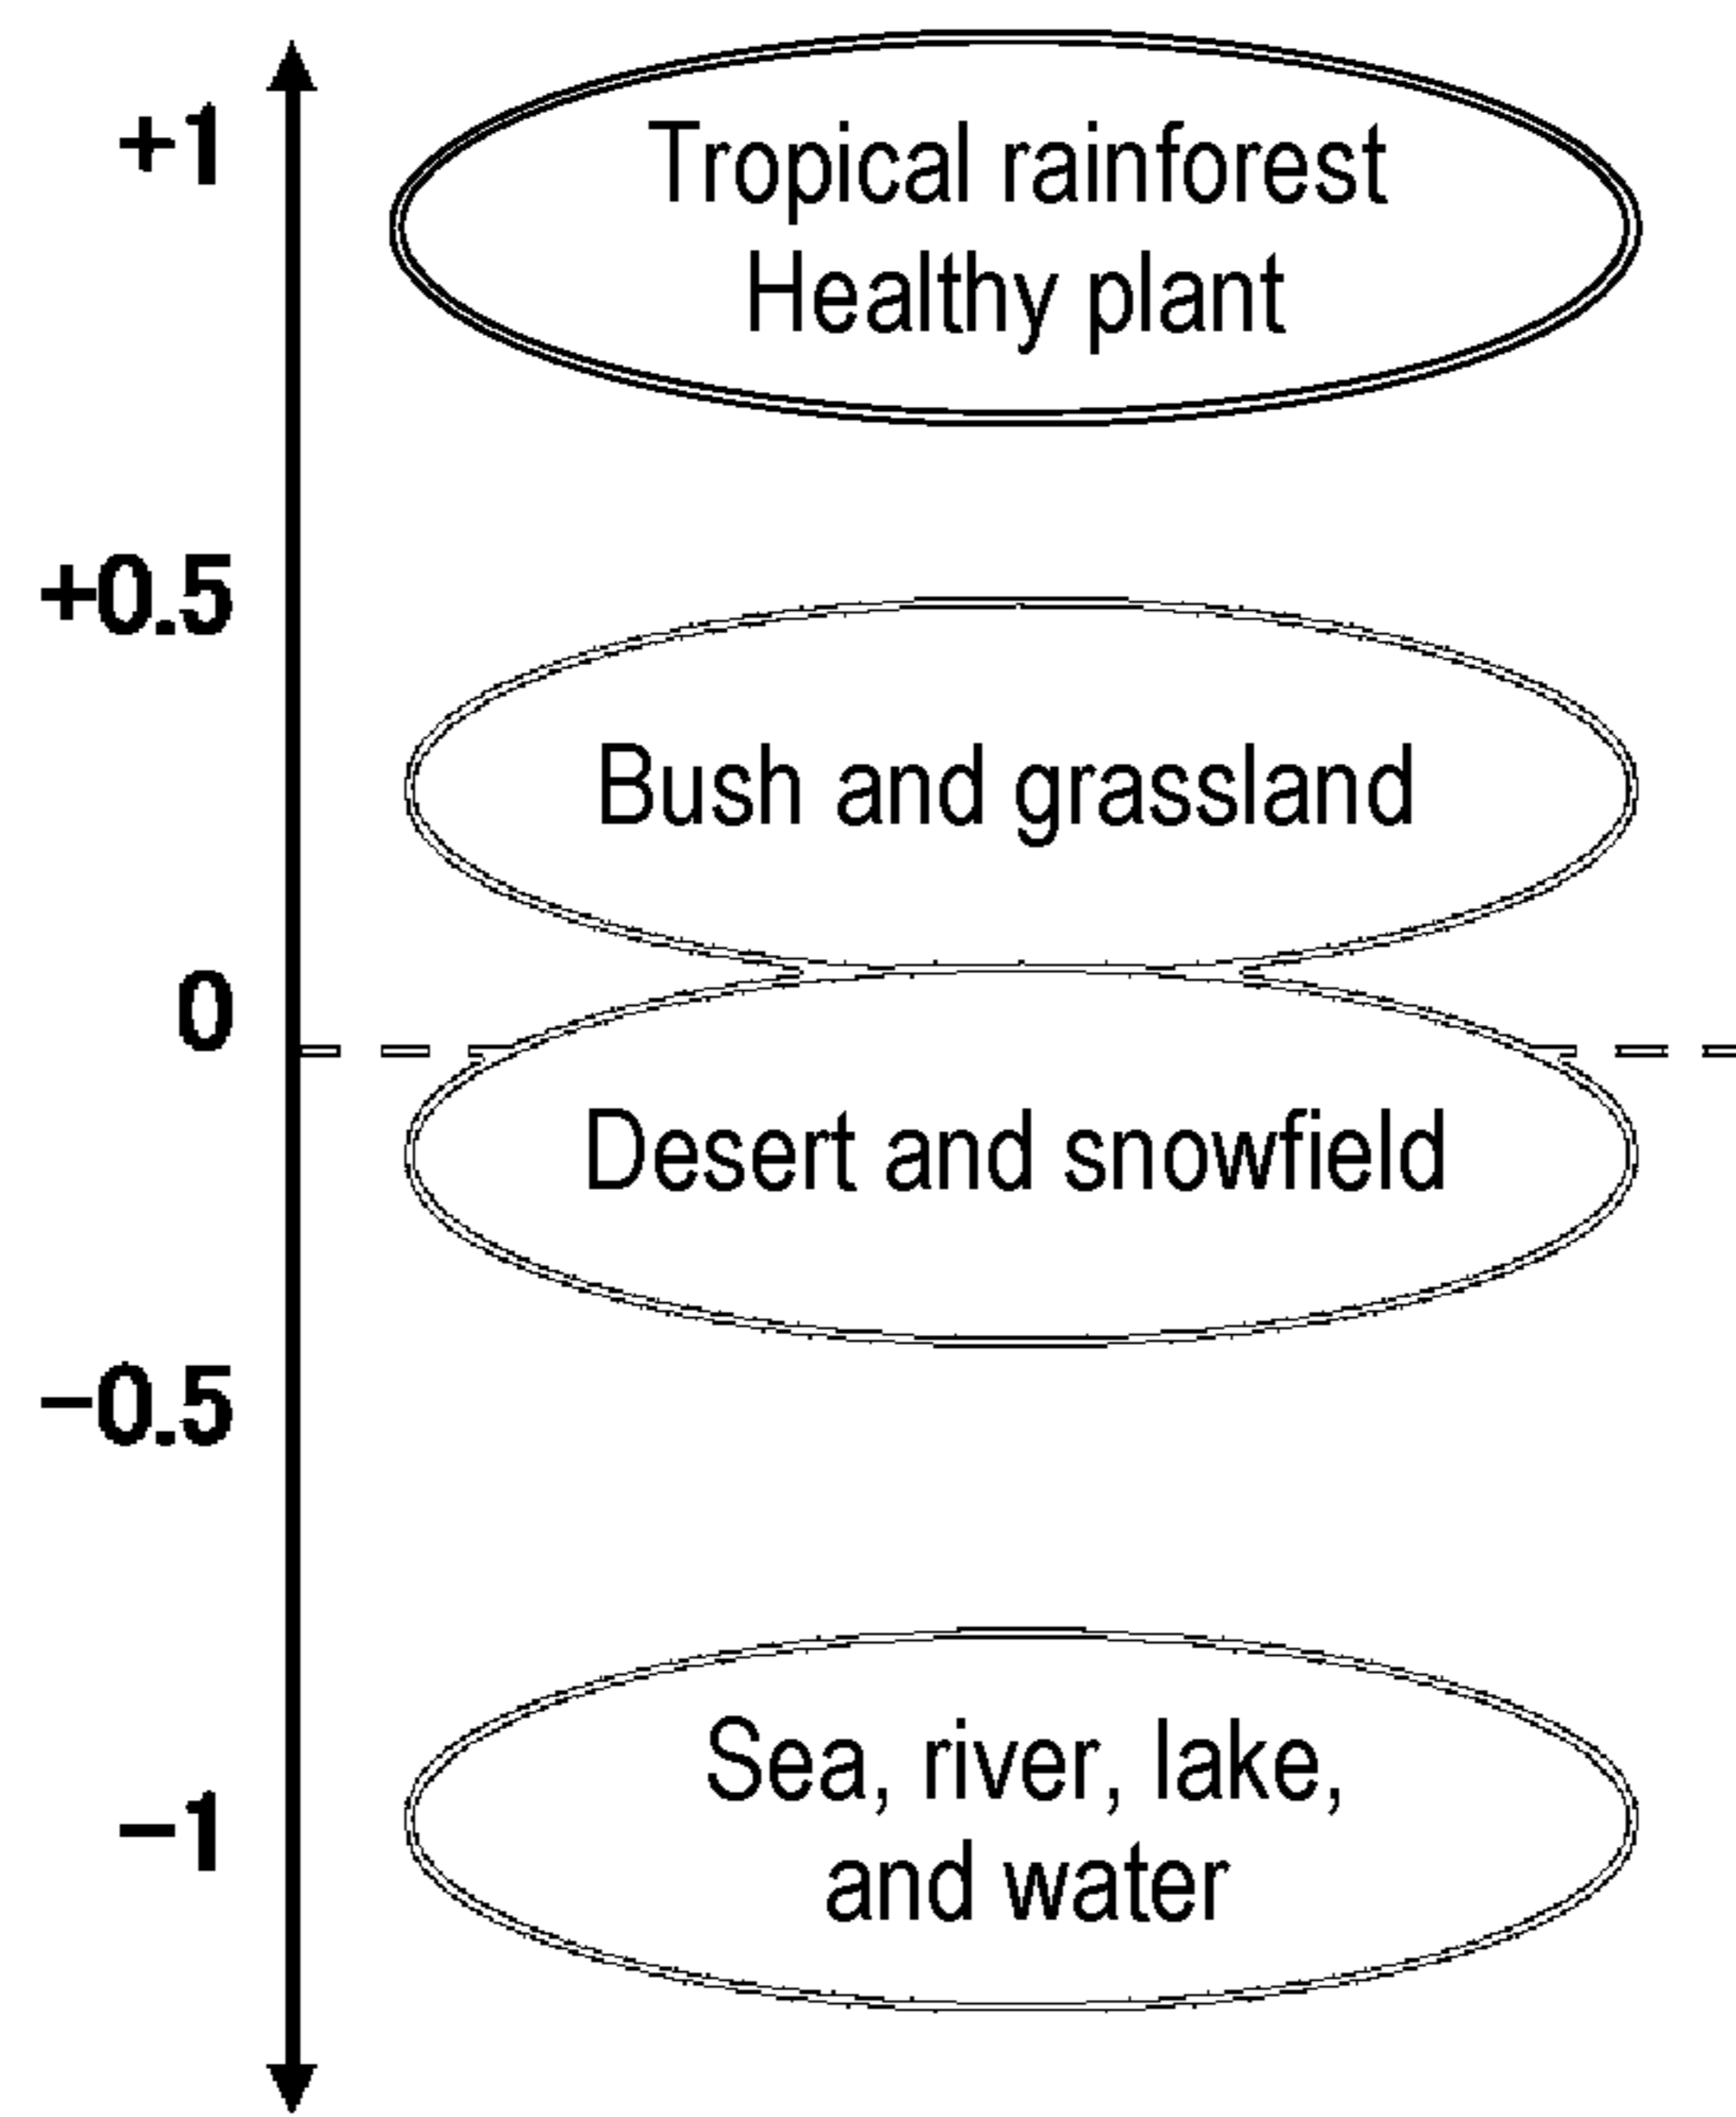 +1
Tropical rainforest
Healthy plant
+0.5
Bush and grassland
0
Desert and snowfield
−0.5
Sea, river, lake,
and water
−1